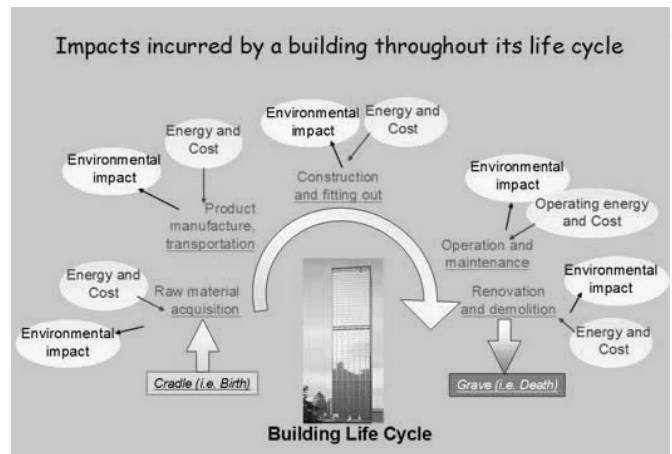 Impacts incurred by a building throughout its life cycle
Environmental
impact
Energy and
Cost
Construction
and fitting out
Energy and
Cost
Environmental
impact
Product
manufacture,
transportation
Environmental
impact
Operating energy
and Cost
Operation and
maintenance
Energy and
Cost
Raw material
acquisition
Environmental
impact
Environmental
impact
Renovation
and demolition
Energy and
Cost
Cradle (i.e. Birth)
Grave (i.e. Death)
Building Life Cycle